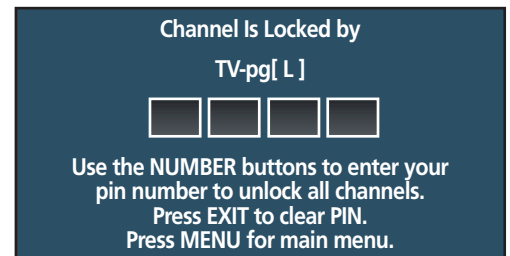 Channel Is Locked by
TV-pg[ L ]
Use the NUMBER buttons to enter your
pin number to unlock all channels.
Press EXIT to clear PIN.
Press MENU for main menu.